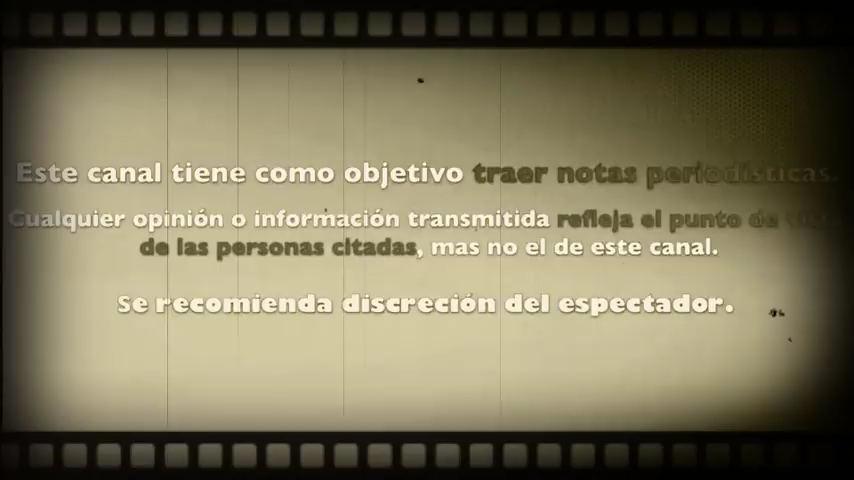 Este canal tiene como objetivo traer notas periodísticas.
Cualquier opinión o información transmitida refleja el punto de vista
de las personas citadas, mas no el de este canal.
Se recomienda discreción del espectador.